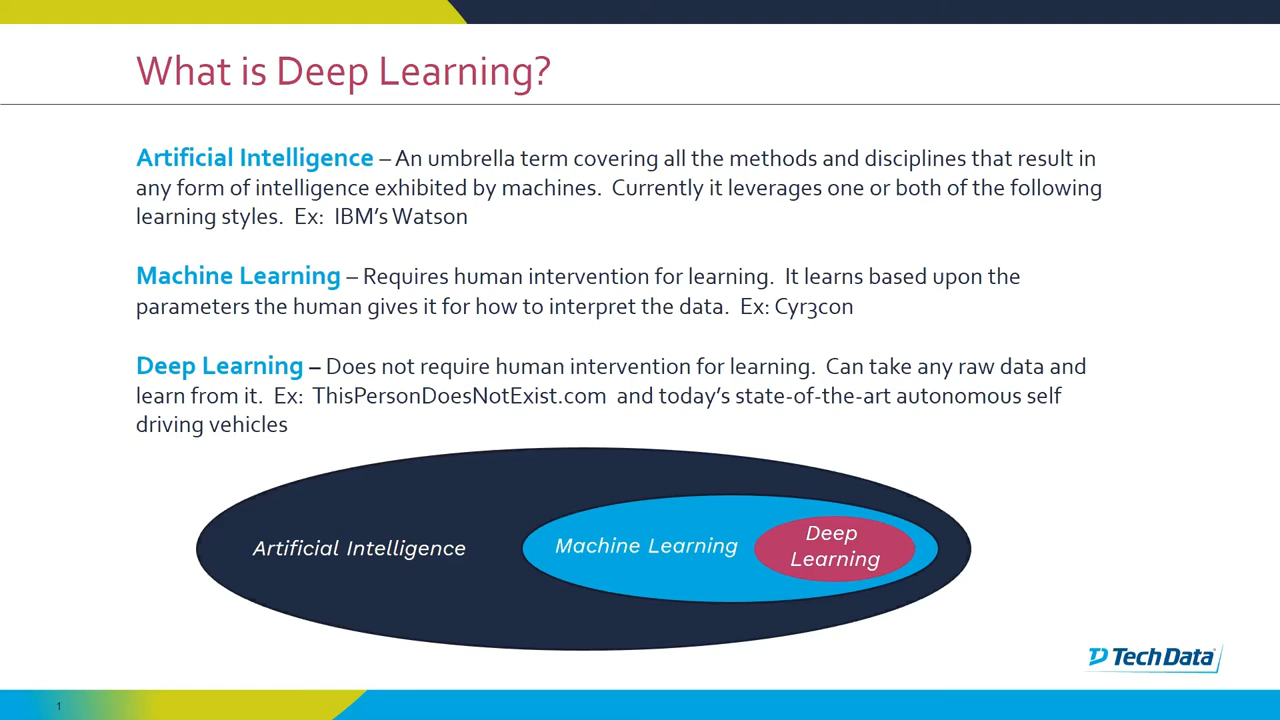 What is Deep Learning?
Artificial Intelligence – An umbrella term covering all the methods and disciplines that result in
any form of intelligence exhibited by machines.  Currently it leverages one or both of the following
learning styles.  Ex:  IBM's Watson
Machine Learning – Requires human intervention for learning.  It learns based upon the
parameters the human gives it for how to interpret the data.  Ex: Cyr3con
Deep Learning – Does not require human intervention for learning.  Can take any raw data and
learn from it.  Ex:  ThisPersonDoesNotExist.com  and today's state-of-the-art autonomous self
driving vehicles
Artificial Intelligence
Machine Learning
Deep
Learning
TechData
1